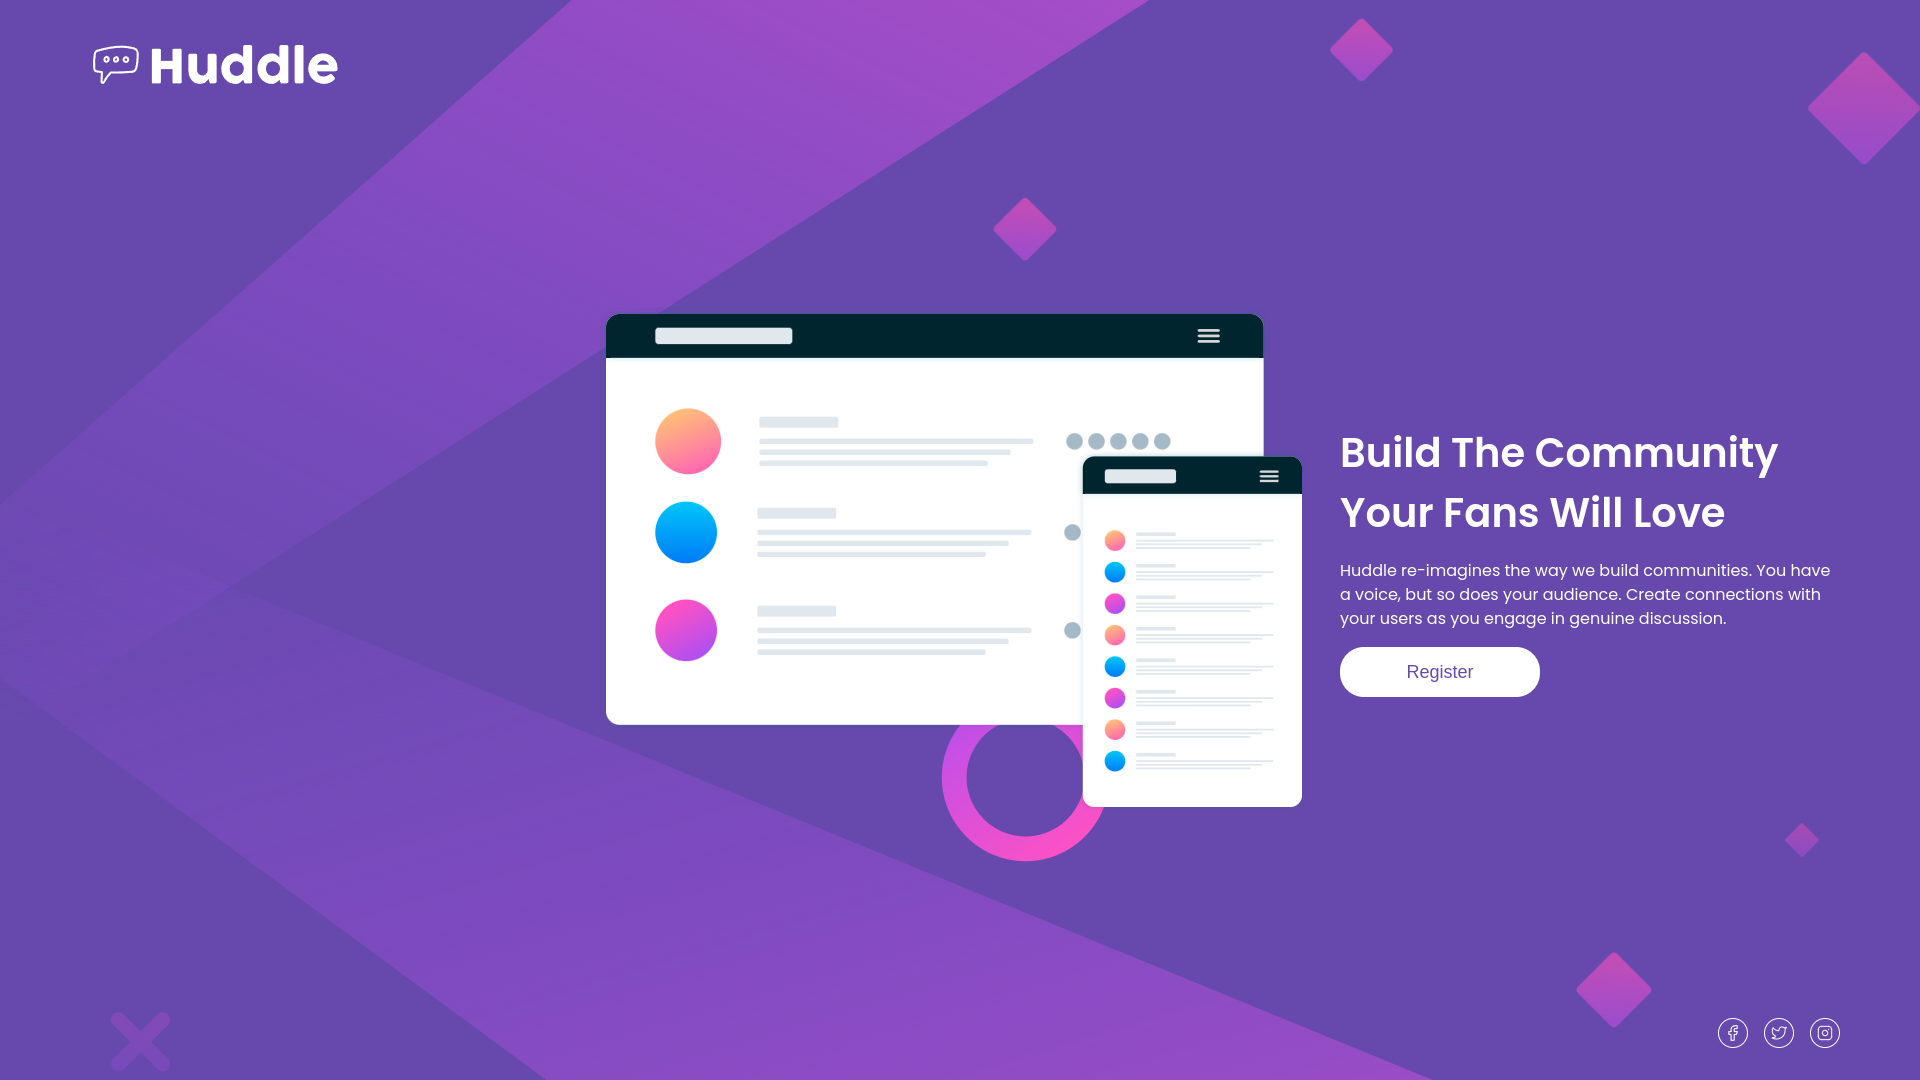 Huddle
Build The Community
Your Fans Will Love
Huddle re-imagines the way we build communities. You have
a voice, but so does your audience. Create connections with
your users as you engage in genuine discussion.
Register